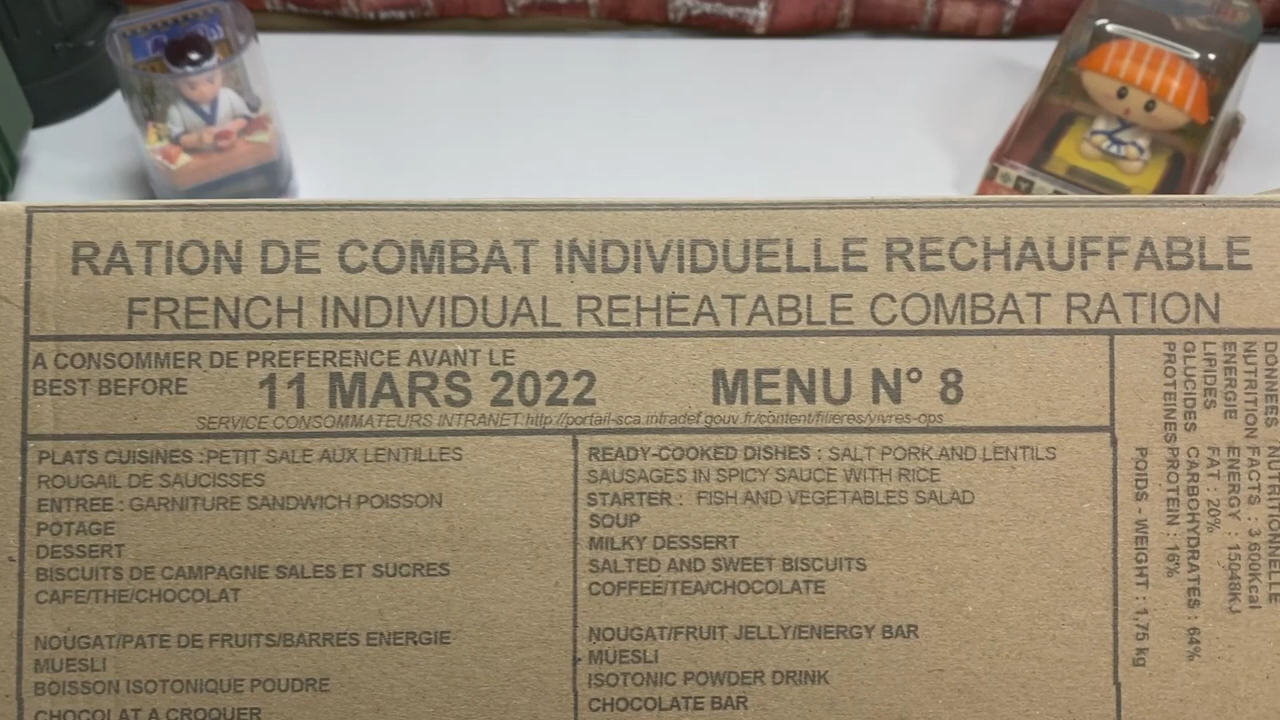 RATION DE COMBAT INDIVIDUELLE RECHAUFFABLE
FRENCH INDIVIDUAL REHEATABLE COMBAT RATION
A CONSOMMER DE PREFERENCE AVANT LE
BEST BEFORE 11 MARS 2022 MENU N° 8
SERVICE CONSOMMATEURS INTRANET http://portail-sca.intradef.gouv.fr/content/filieres/vivres-ops
PLATS CUISINES : PETIT SALE AUX LENTILLES
ROUGAIL DE SAUCISSES
ENTREE : GARNITURE SANDWICH POISSON
POTAGE
DESSERT
BISCUITS DE CAMPAGNE SALES ET SUCRES
CAFE/THE/CHOCOLAT
NOUGAT/PATE DE FRUITS/BARRES ENERGIE
MUESLI
BOISSON ISOTONIQUE POUDRE
CHOCOLAT A CROQUER
READY-COOKED DISHES : SALT PORK AND LENTILS
SAUSAGES IN SPICY SAUCE WITH RICE
STARTER : FISH AND VEGETABLES SALAD
SOUP
MILKY DESSERT
SALTED AND SWEET BISCUITS
COFFEE/TEA/CHOCOLATE
NOUGAT/FRUIT JELLY/ENERGY BAR
MUESLI
ISOTONIC POWDER DRINK
CHOCOLATE BAR
DONNEES NUTRITIONNELLE
NUTRITION FACTS : 3 600Kcal
ENERGIE ENERGY : 15048KJ
LIPIDES FAT : 20%
GLUCIDES CARBOHYDRATES : 64%
PROTEINES PROTEIN : 16%
POIDS - WEIGHT : 1,75 kg